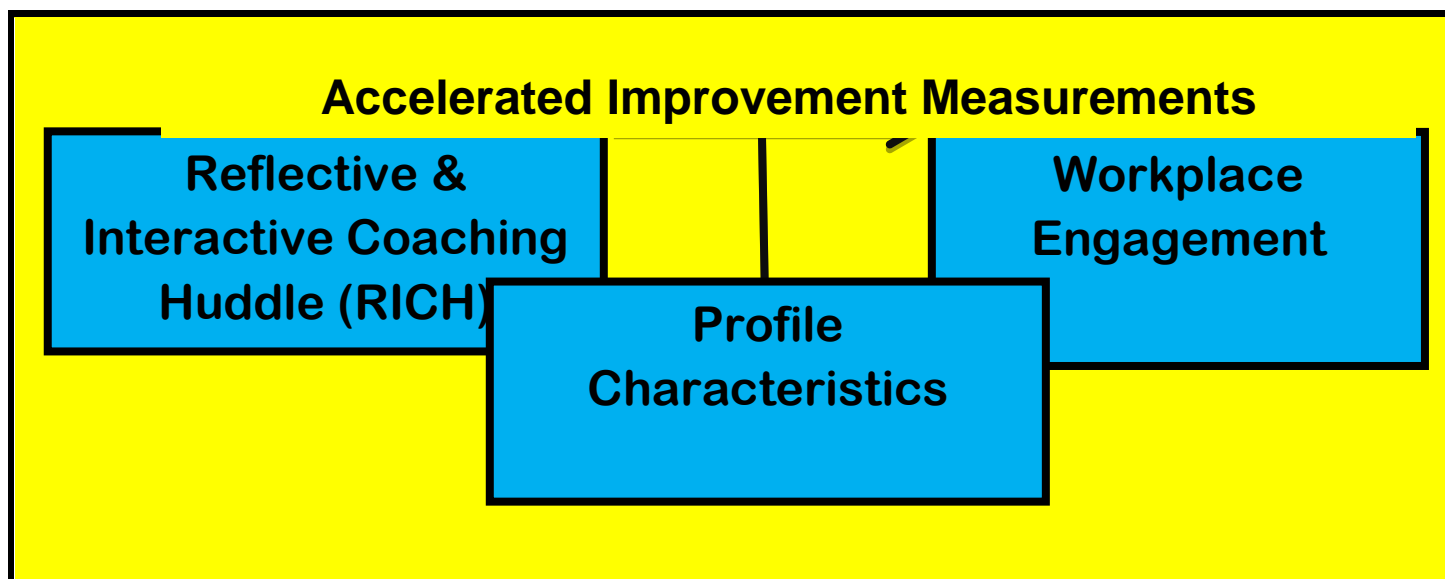 Accelerated Improvement Measurements
Reflective &
Interactive Coaching
Huddle (RICH)
Profile
Characteristics
Workplace
Engagement